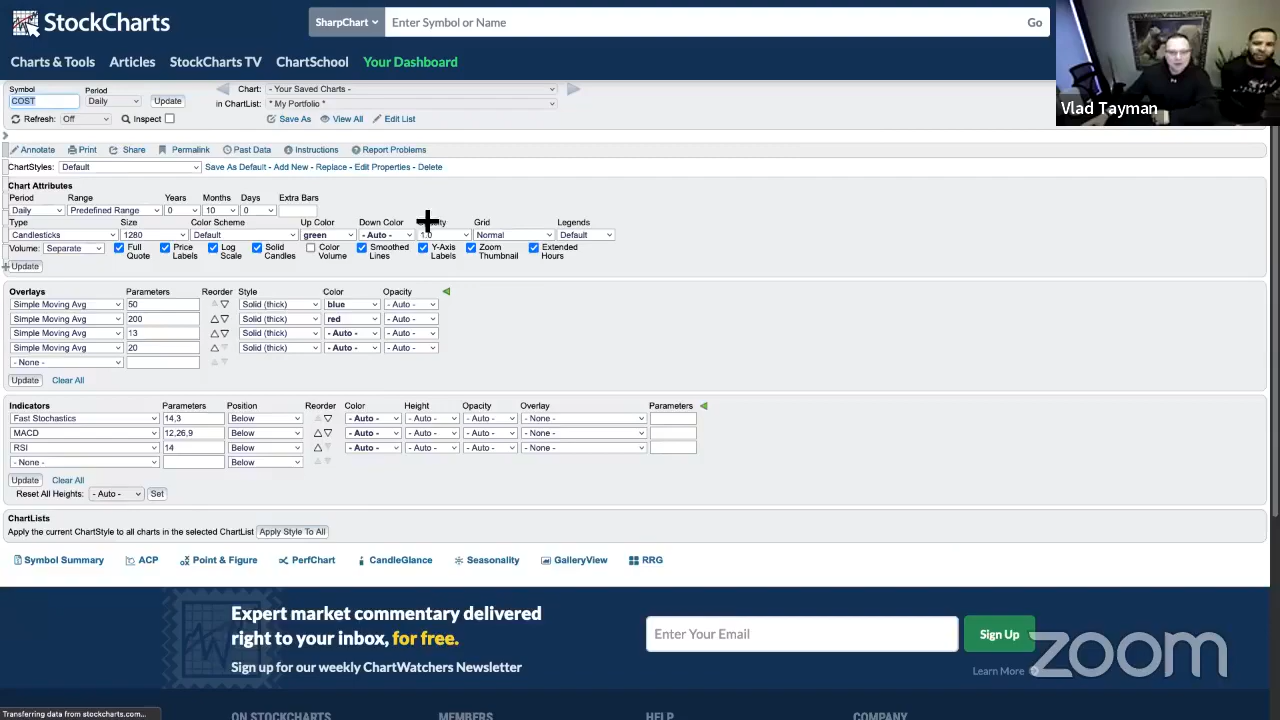 StockCharts
SharpChart
Enter Symbol or Name
Go
Charts & Tools
Articles
StockCharts TV
ChartSchool
Your Dashboard
Vlad Tayman
Symbol
Period
COST
Daily
Update
Chart:
- Your Saved Charts -
in ChartList:
* My Portfolio *
Refresh:
Off
Inspect
Save As
View All
Edit List
Annotate
Print
Share
Permalink
Past Data
Instructions
Report Problems
ChartStyles:
Default
Save As Default - Add New - Replace - Edit Properties - Delete
Chart Attributes
Period Range Years Months Days Extra Bars
Daily Predefined Range 0 10 0
Type Size Color Scheme Up Color Down Color Grid Legends
Candlesticks 1280 Default green - Auto - 1.0 Normal Default
Volume: Separate
Full Quote
Price Labels
Log Scale
Solid Candles
Color Volume
Smoothed Lines
Y-Axis Labels
Zoom Thumbnail
Extended Hours
Update
Overlays Parameters Reorder Style Color Opacity
Simple Moving Avg 50 Solid (thick) blue - Auto -
Simple Moving Avg 200 Solid (thick) red - Auto -
Simple Moving Avg 13 Solid (thick) - Auto - - Auto -
Simple Moving Avg 20 Solid (thick) - Auto - - Auto -
- None -
Update Clear All
Indicators Parameters Position Reorder Color Height Opacity Overlay Parameters
Fast Stochastics 14,3 Below - Auto - - Auto - - Auto - - None -
MACD 12,26,9 Below - Auto - - Auto - - Auto - - None -
RSI 14 Below - Auto - - Auto - - Auto - - None -
- None - Below
Update Clear All
Reset All Heights: - Auto - Set
ChartLists
Apply the current ChartStyle to all charts in the selected ChartList Apply Style To All
Symbol Summary
ACP
Point & Figure
PerfChart
CandleGlance
Seasonality
GalleryView
RRG
Expert market commentary delivered
right to your inbox, for free.
Sign up for our weekly ChartWatchers Newsletter
Enter Your Email
Sign Up
Learn More
zoom
Transferring data from stockcharts.com...
ON STOCKCHARTS
MEMBERS
HELP
COMPANY